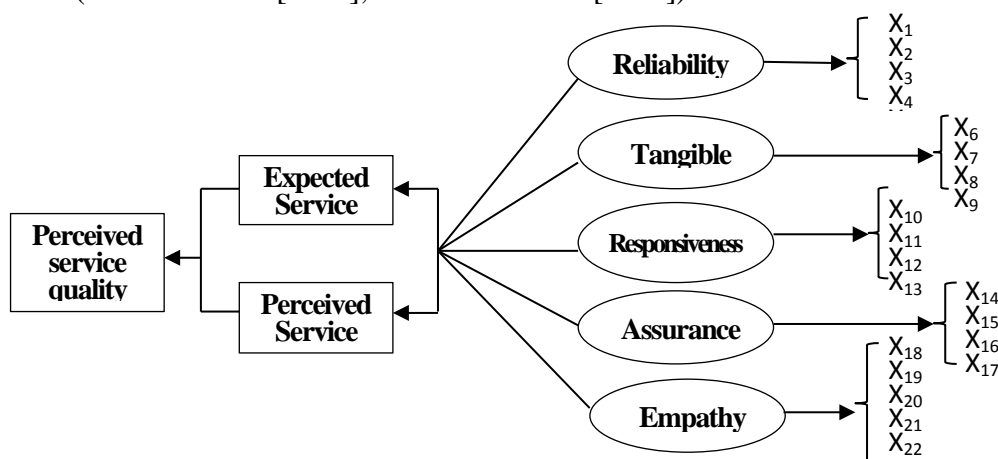 Reliability
X1
X2
X3
X4
Tangible
X6
X7
X8
X9
Expected
Service
Perceived
service
quality
Responsiveness
X10
X11
X12
X13
Perceived
Service
Assurance
X14
X15
X16
X17
Empathy
X18
X19
X20
X21
X22